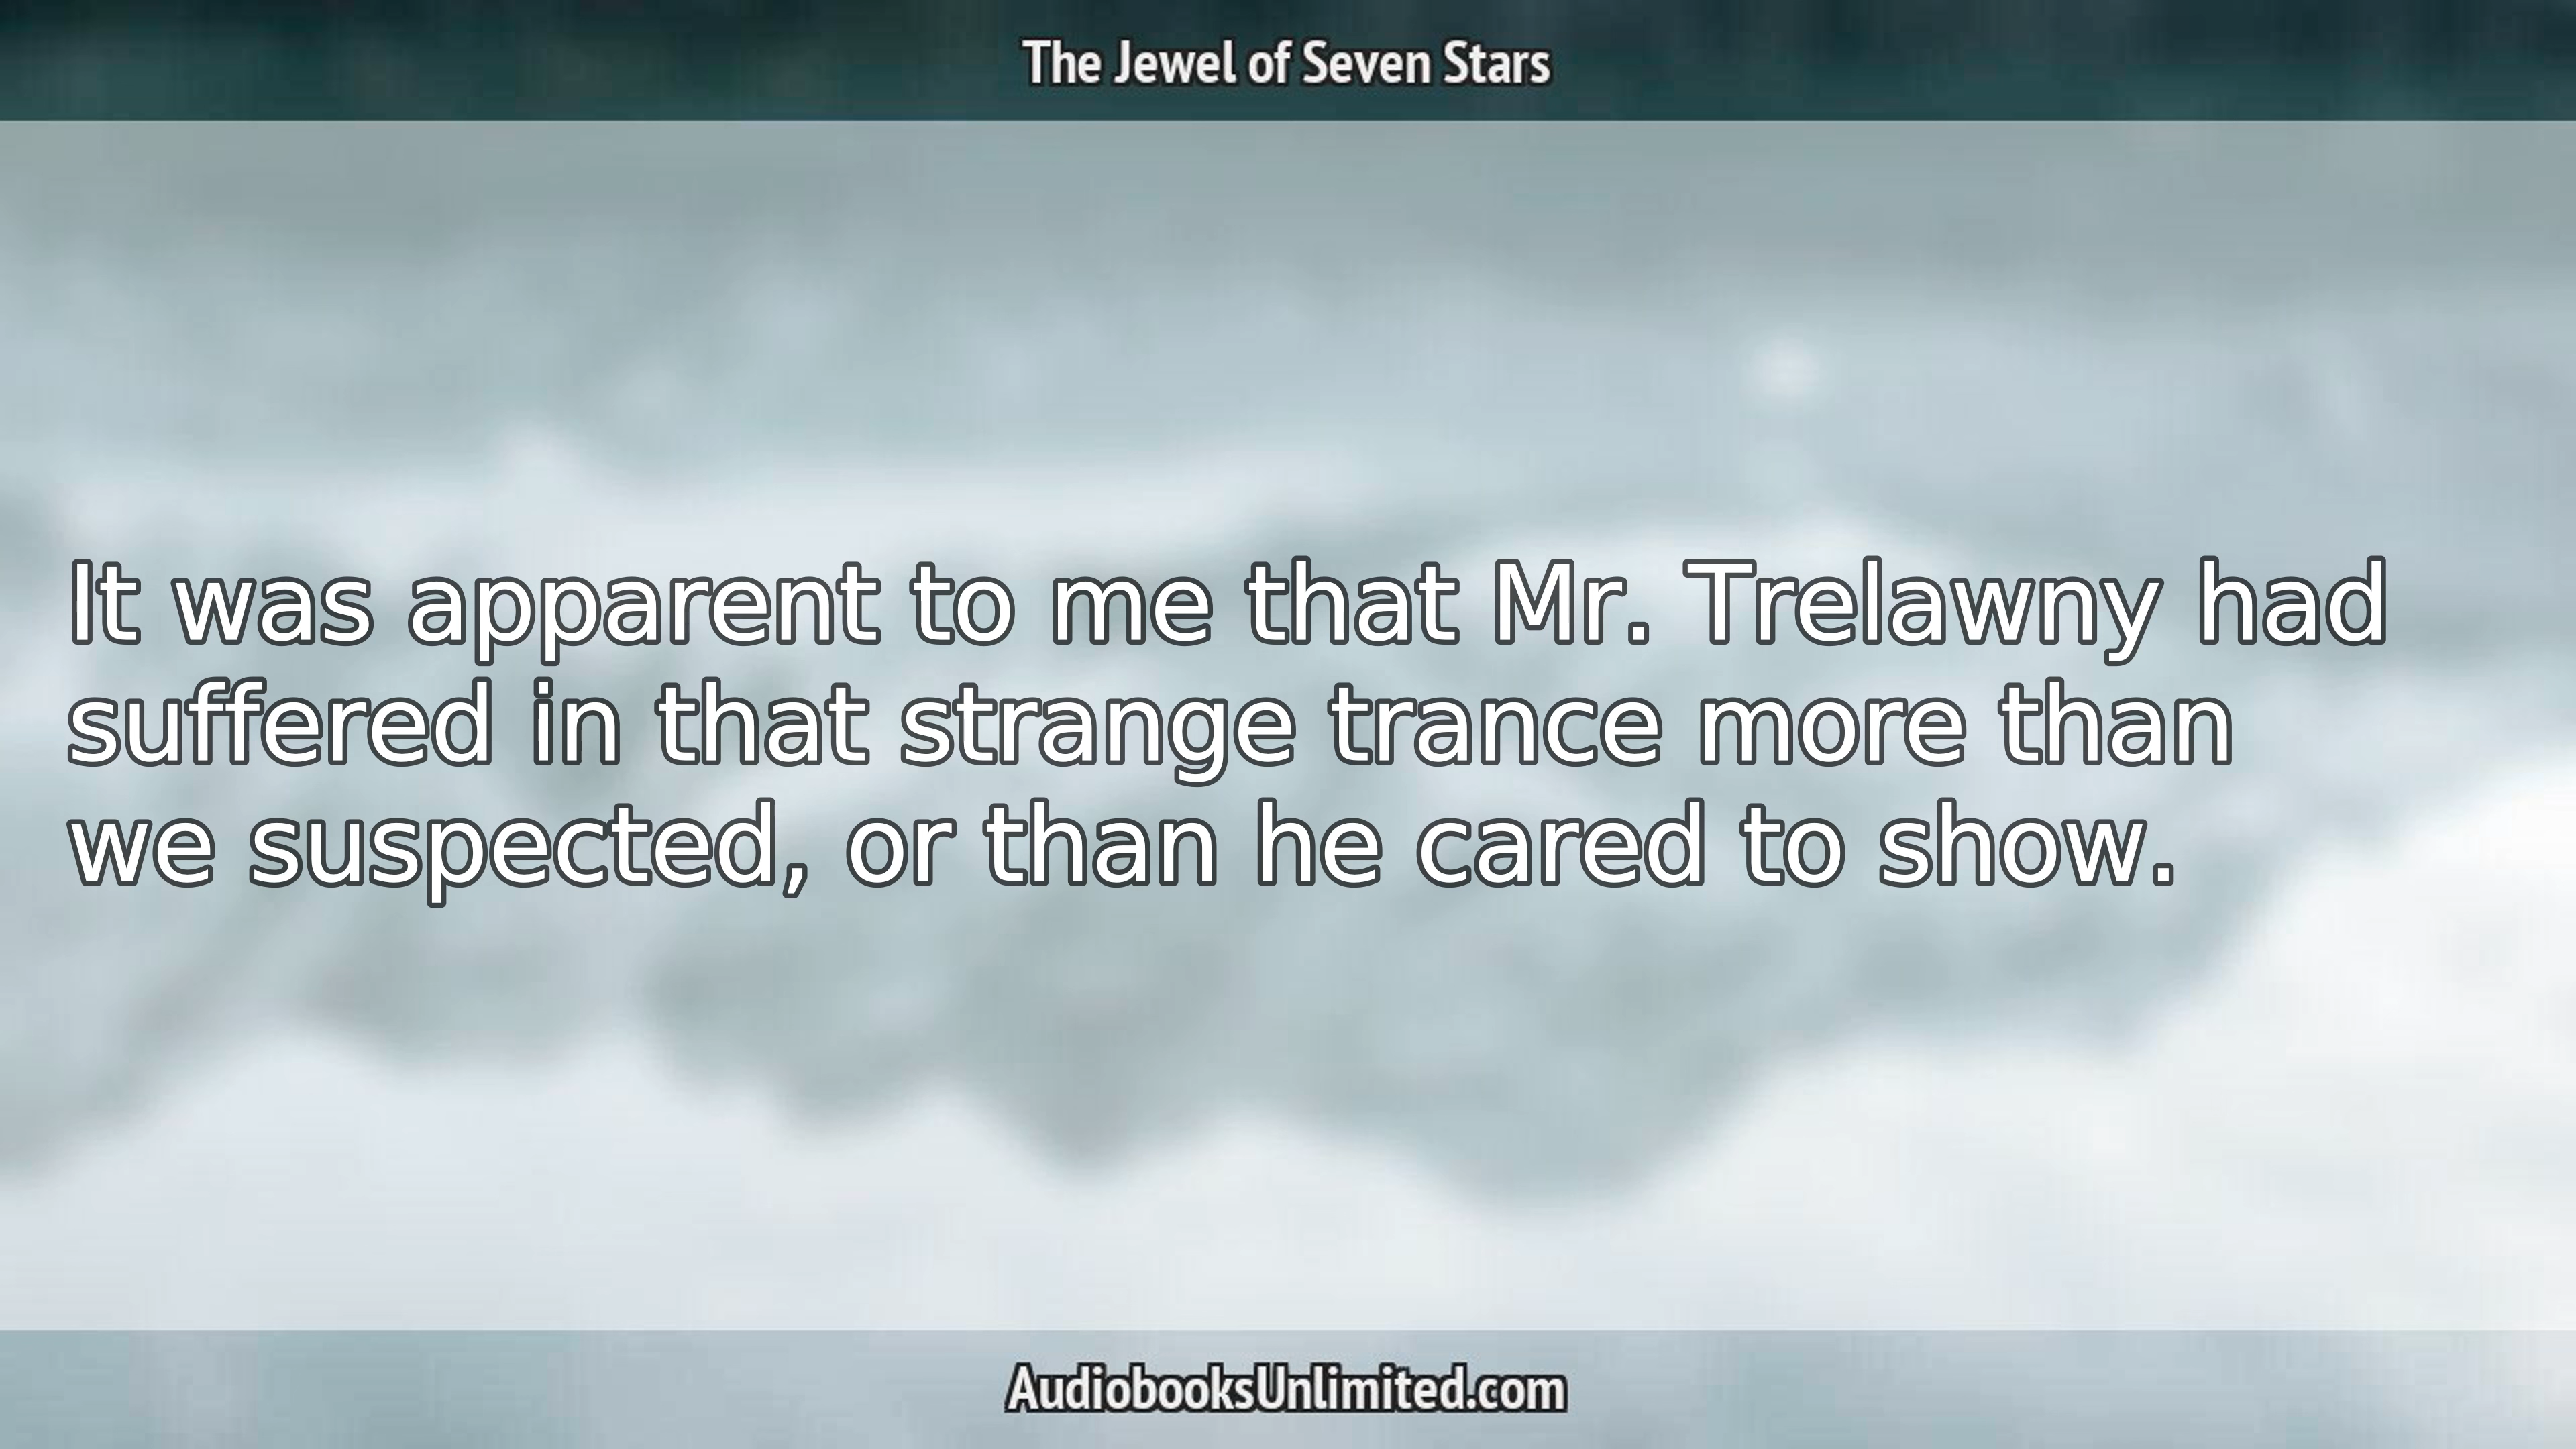 The Jewel of Seven Stars
It was apparent to me that Mr. Trelawny had
suffered in that strange trance more than
we suspected, or than he cared to show.
AudiobooksUnlimited.com